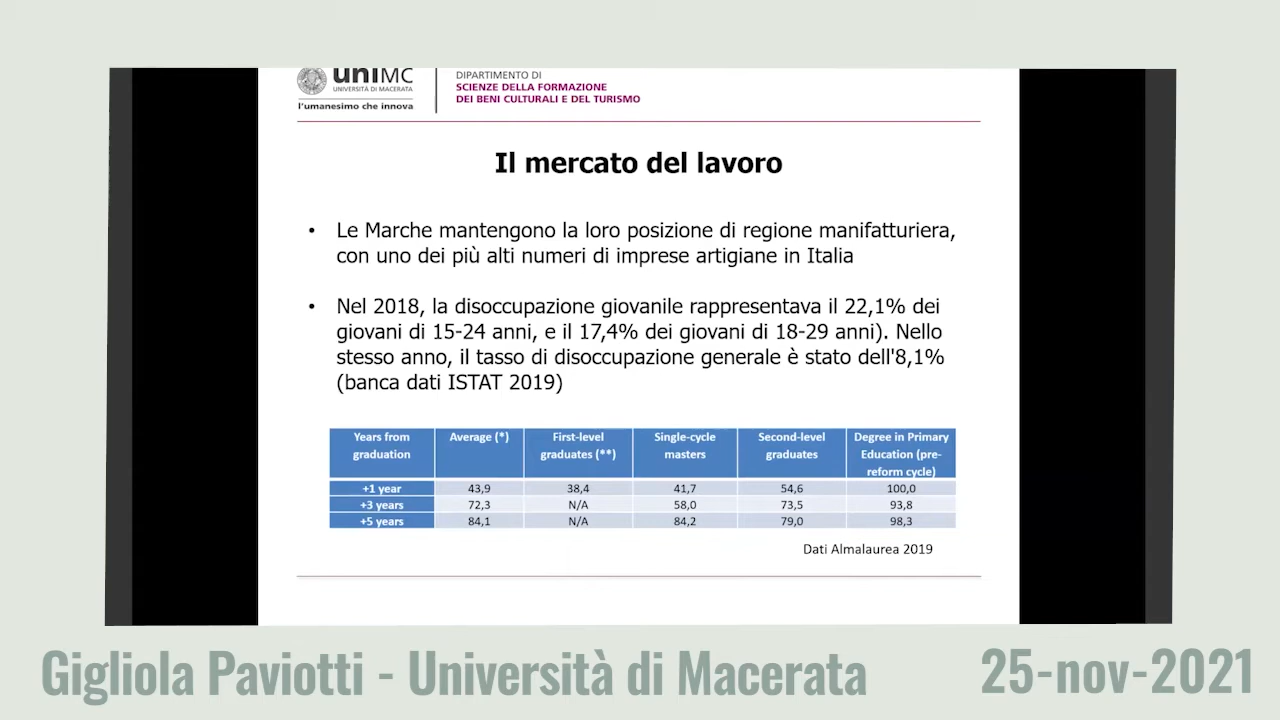 uniMC
UNIVERSITÀ DI MACERATA
l'umanesimo che innova
DIPARTIMENTO DI
SCIENZE DELLA FORMAZIONE
DEI BENI CULTURALI E DEL TURISMO
Il mercato del lavoro
• Le Marche mantengono la loro posizione di regione manifatturiera,
con uno dei più alti numeri di imprese artigiane in Italia
• Nel 2018, la disoccupazione giovanile rappresentava il 22,1% dei
giovani di 15-24 anni, e il 17,4% dei giovani di 18-29 anni). Nello
stesso anno, il tasso di disoccupazione generale è stato dell'8,1%
(banca dati ISTAT 2019)
Years from graduation Average (*) First-level graduates (**) Single-cycle masters Second-level graduates Degree in Primary Education (pre-reform cycle)
+1 year 43,9 38,4 41,7 54,6 100,0
+3 years 72,3 N/A 58,0 73,5 93,8
+5 years 84,1 N/A 84,2 79,0 98,3
Dati Almalaurea 2019
Gigliola Paviotti - Università di Macerata
25-nov-2021